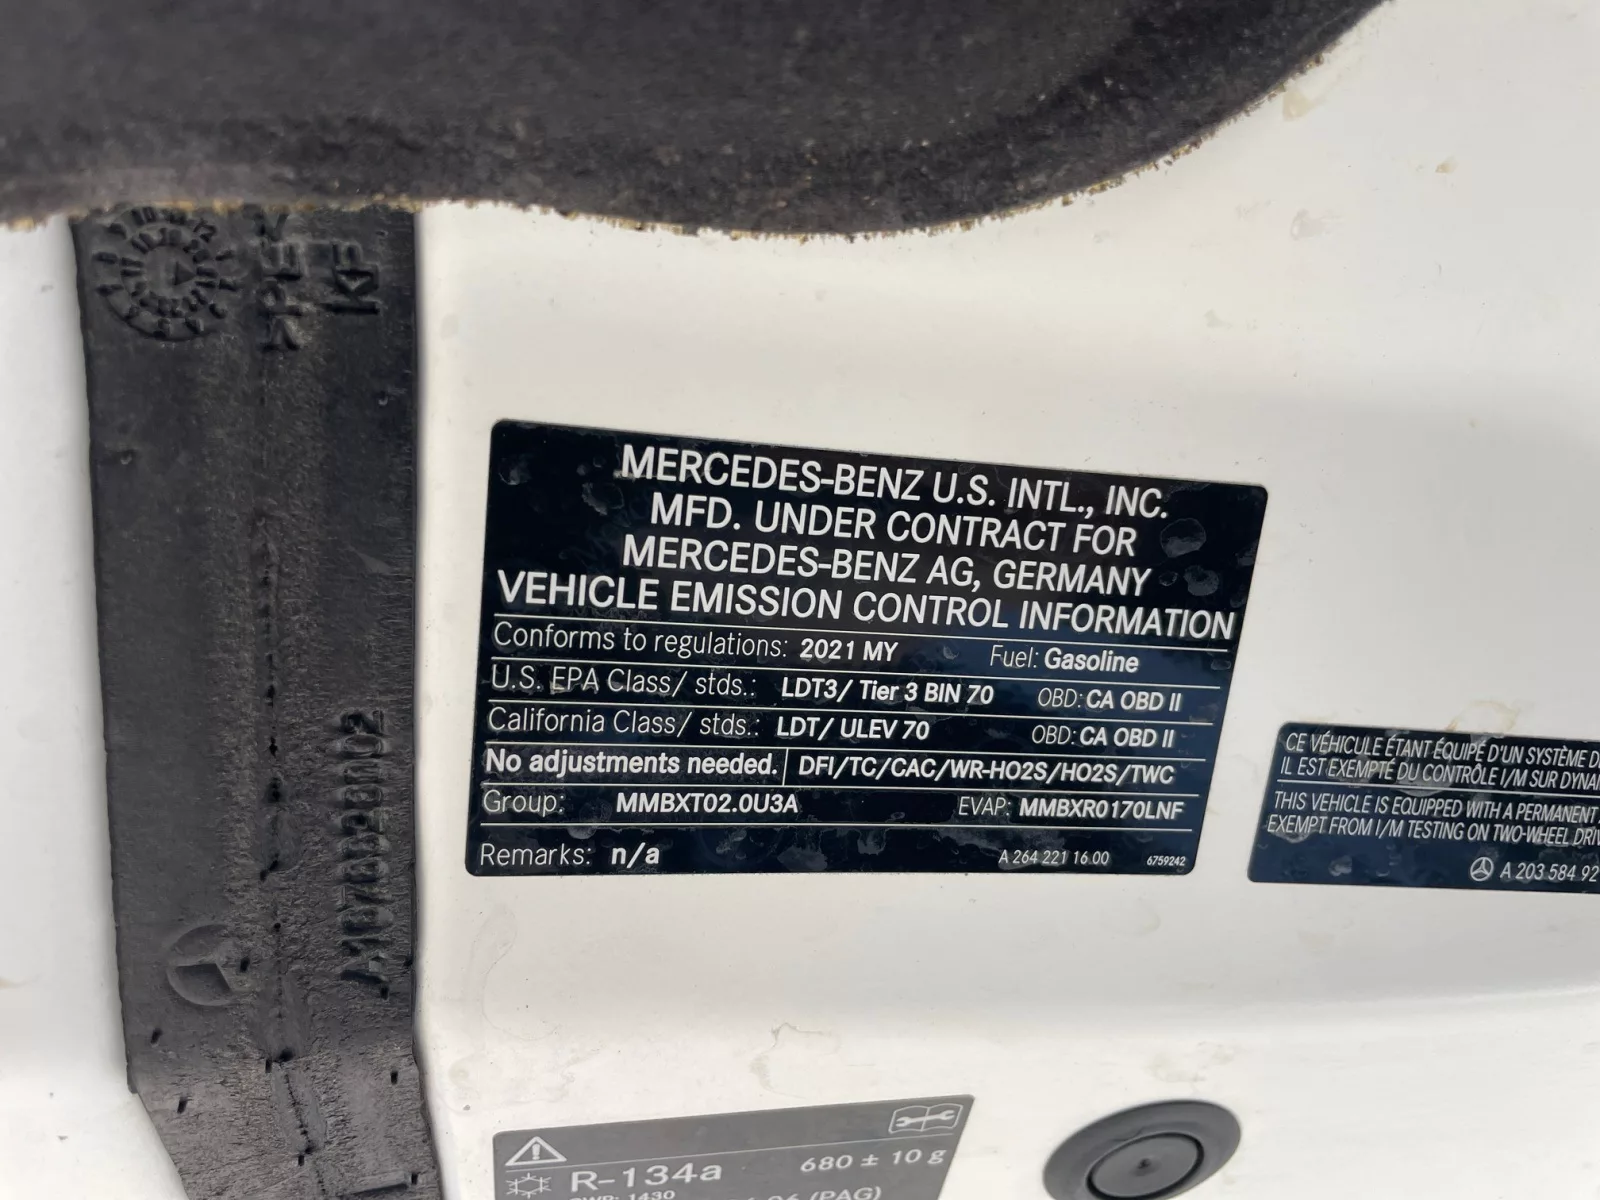 KF
MERCEDES-BENZ U.S. INTL., INC.
MFD. UNDER CONTRACT FOR
MERCEDES-BENZ AG, GERMANY
VEHICLE EMISSION CONTROL INFORMATION
Conforms to regulations: 2021 MY Fuel: Gasoline
U.S. EPA Class/ stds.: LDT3/ Tier 3 BIN 70 OBD: CA OBD II
California Class/ stds.: LDT/ ULEV 70 OBD: CA OBD II
No adjustments needed. DFI/TC/CAC/WR-HO2S/HO2S/TWC
Group: MMBXT02.0U3A EVAP: MMBXR0170LNF
Remarks: n/a A 264 221 16 00 6759242
CE VÉHICULE ÉTANT ÉQUIPÉ D'UN SYSTÈME
IL EST EXEMPTÉ DU CONTRÔLE I/M SUR
THIS VEHICLE IS EQUIPPED WITH A PERMANENT
EXEMPT FROM I/M TESTING ON TWO-WHEEL
A 203 584 92
R-134a 680 ± 10 g
GWP: 1430
(PAG)